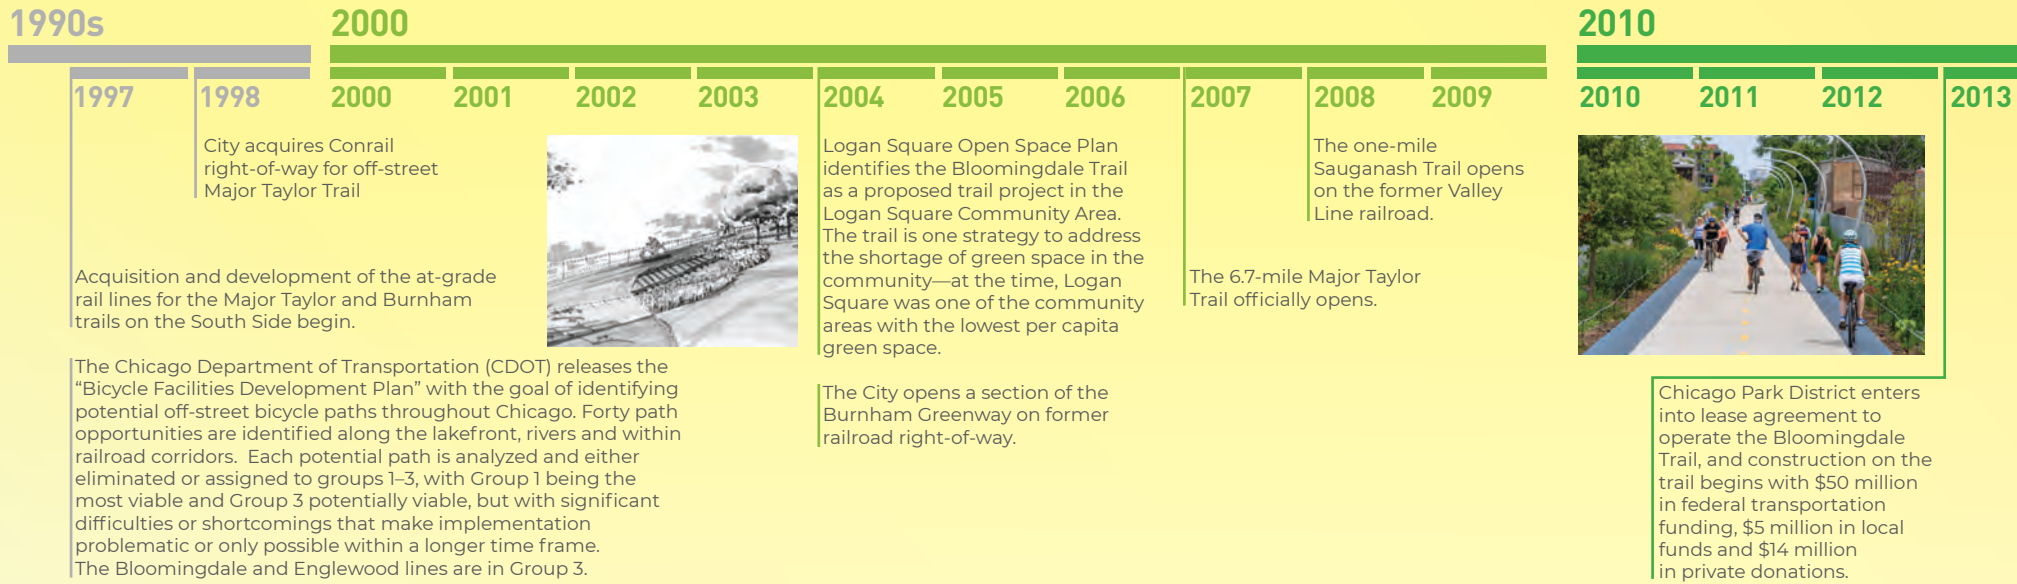 1990s
1997
1998
City acquires Conrail
right-of-way for off-street
Major Taylor Trail
Acquisition and development of the at-grade
rail lines for the Major Taylor and Burnham
trails on the South Side begin.
The Chicago Department of Transportation (CDOT) releases the
“Bicycle Facilities Development Plan” with the goal of identifying
potential off-street bicycle paths throughout Chicago. Forty path
opportunities are identified along the lakefront, rivers and within
railroad corridors.  Each potential path is analyzed and either
eliminated or assigned to groups 1–3, with Group 1 being the
most viable and Group 3 potentially viable, but with significant
difficulties or shortcomings that make implementation
problematic or only possible within a longer time frame.
The Bloomingdale and Englewood lines are in Group 3.
2000
2000
2001
2002
2003
2004
2005
2006
2007
2008
2009
Logan Square Open Space Plan
identifies the Bloomingdale Trail
as a proposed trail project in the
Logan Square Community Area.
The trail is one strategy to address
the shortage of green space in the
community—at the time, Logan
Square was one of the community
areas with the lowest per capita
green space.
The City opens a section of the
Burnham Greenway on former
railroad right-of-way.
The 6.7-mile Major Taylor
Trail officially opens.
The one-mile
Sauganash Trail opens
on the former Valley
Line railroad.
2010
2010
2011
2012
2013
Chicago Park District enters
into lease agreement to
operate the Bloomingdale
Trail, and construction on the
trail begins with $50 million
in federal transportation
funding, $5 million in local
funds and $14 million
in private donations.